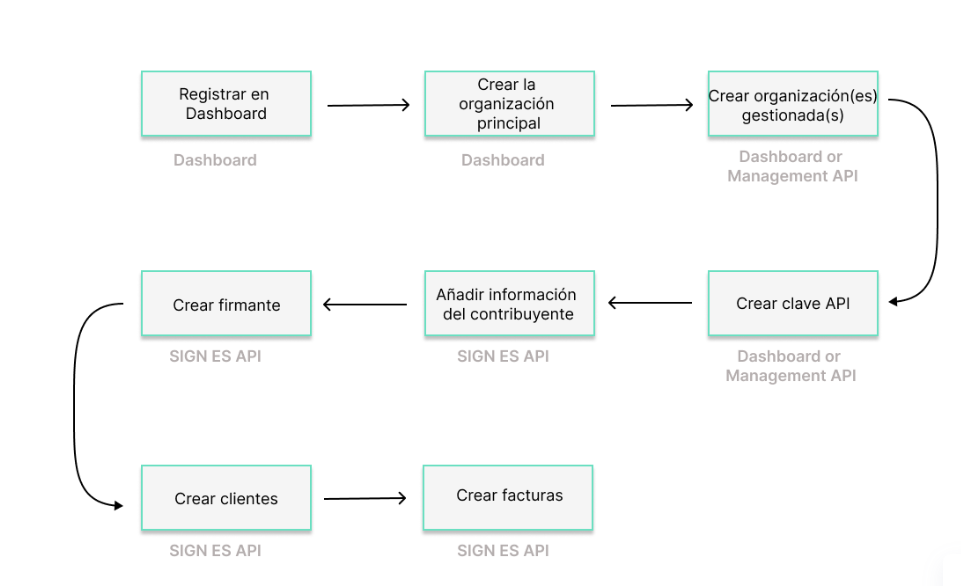 Registrar en
Dashboard
Dashboard
Crear la
organización
principal
Dashboard
Crear organización(es)
gestionada(s)
Dashboard or
Management API
Crear clave API
Dashboard or
Management API
Añadir información
del contribuyente
SIGN ES API
Crear firmante
SIGN ES API
Crear clientes
SIGN ES API
Crear facturas
SIGN ES API